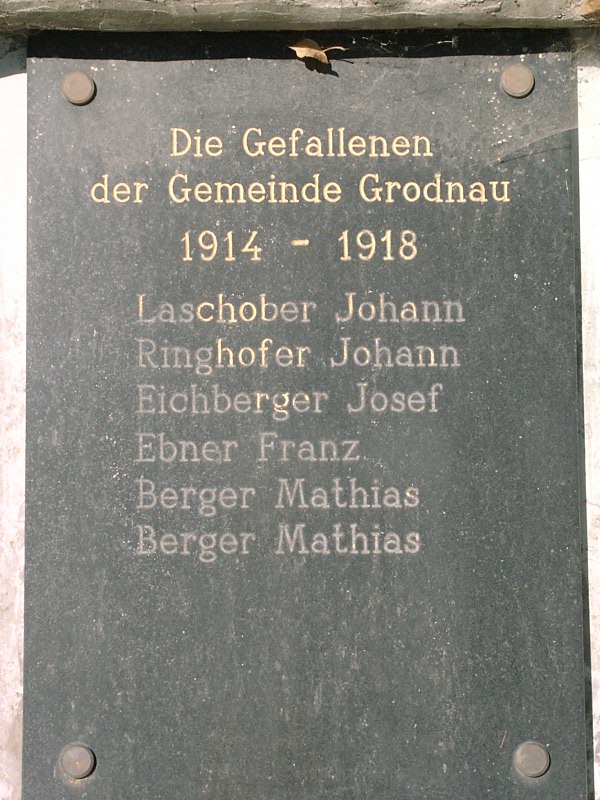 Die Gefallenen
der Gemeinde Grodnau
1914 - 1918
Laschober Johann
Ringhofer Johann
Eichberger Josef
Ebner Franz
Berger Mathias
Berger Mathias